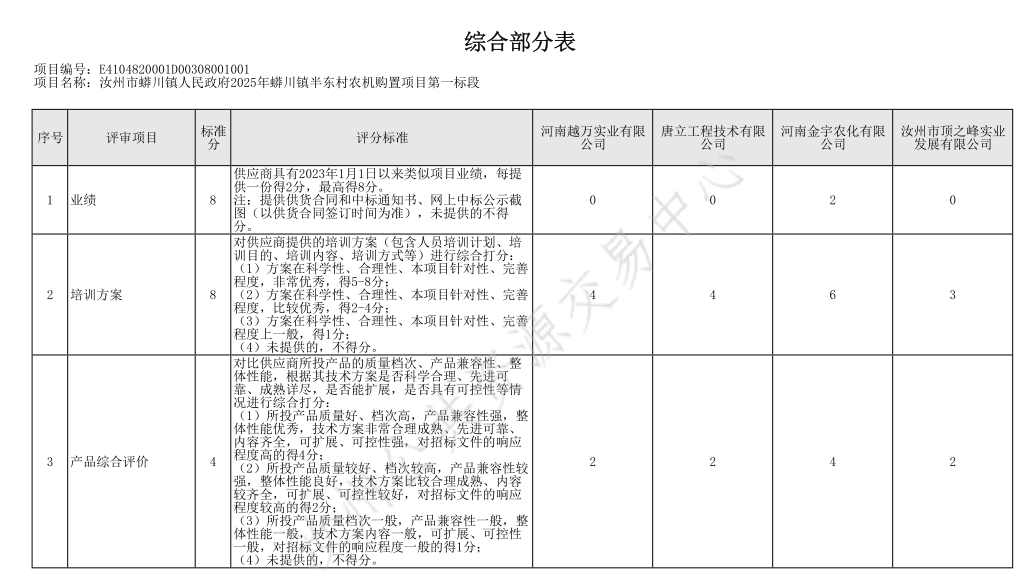 综合部分表
项目编号：E4104820001D00308001001
项目名称：汝州市蟒川镇人民政府2025年蟒川镇半东村农机购置项目第一标段
序号 评审项目 标准分 评分标准 河南越万实业有限公司 唐立工程技术有限公司 河南金宇农化有限公司 汝州市顶之峰实业发展有限公司
1 业绩 8
供应商具有2023年1月1日以来类似项目业绩，每提
供一份得2分，最高得8分。
注：提供供货合同和中标通知书、网上中标公示截
图（以供货合同签订时间为准），未提供的不得
分。
0 0 2 0
2 培训方案 8
对供应商提供的培训方案（包含人员培训计划、培
训目的、培训内容、培训方式等）进行综合打分：
（1）方案在科学性、合理性、本项目针对性、完善
程度，非常优秀，得5-8分；
（2）方案在科学性、合理性、本项目针对性、完善
程度，比较优秀，得2-4分；
（3）方案在科学性、合理性、本项目针对性、完善
程度上一般，得1分；
（4）未提供的，不得分。
4 4 6 3
3 产品综合评价 4
对比供应商所投产品的质量档次、产品兼容性、整
体性能，根据其技术方案是否科学合理、先进可
靠、成熟详尽，是否能扩展，是否具有可控性等情
况进行综合打分：
（1）所投产品质量好、档次高，产品兼容性强，整
体性能优秀，技术方案非常合理成熟、先进可靠、
内容齐全，可扩展、可控性强，对招标文件的响应
程度高的得4分；
（2）所投产品质量较好、档次较高，产品兼容性较
强，整体性能良好，技术方案比较合理成熟、内容
较齐全，可扩展、可控性较好，对招标文件的响应
程度较高的得2分；
（3）所投产品质量档次一般，产品兼容性一般，整
体性能一般，技术方案内容一般，可扩展、可控性
一般，对招标文件的响应程度一般的得1分；
（4）未提供的，不得分。
2 2 4 2
汝州公共资源交易中心